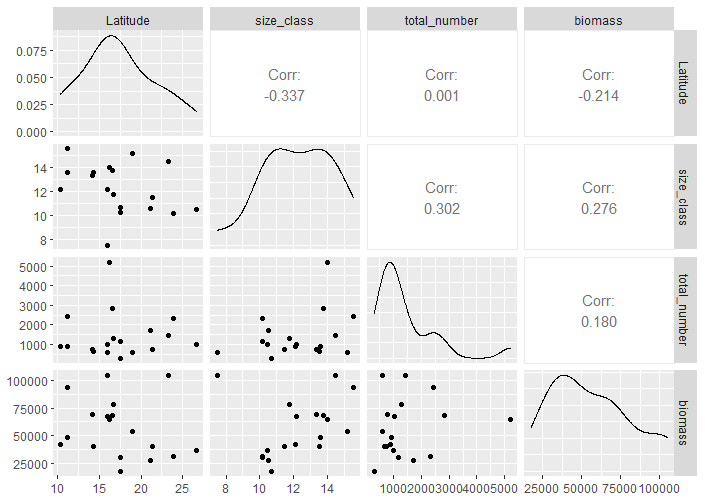 Latitude size_class total_number biomass
0.075
0.050
0.025
0.000
Corr:
-0.337
Corr:
0.001
Corr:
-0.214
Latitude
14
12
10
8
Corr:
0.302
Corr:
0.276
size_class
5000
4000
3000
2000
1000
Corr:
0.180
total_number
100000
75000
50000
25000
biomass
10 15 20 25 8 10 12 14 1000 2000 3000 4000 5000 25000 50000 75000 100000